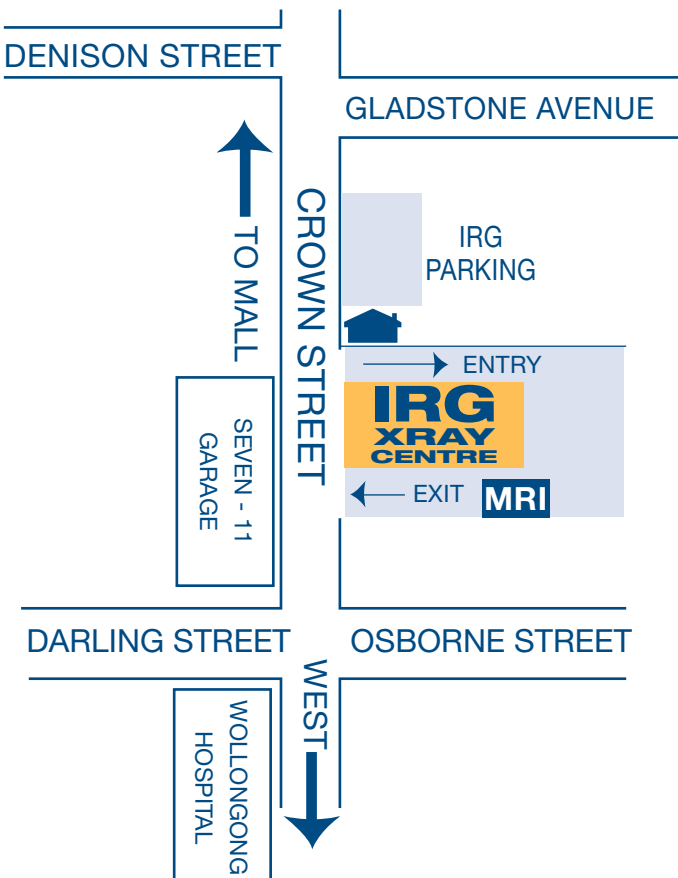 DENISON STREET
GLADSTONE AVENUE
CROWN STREET
TO MALL
IRG
PARKING
ENTRY
IRG
XRAY
CENTRE
EXIT
MRI
SEVEN - 11
GARAGE
DARLING STREET
OSBORNE STREET
WEST
WOLLONGONG
HOSPITAL